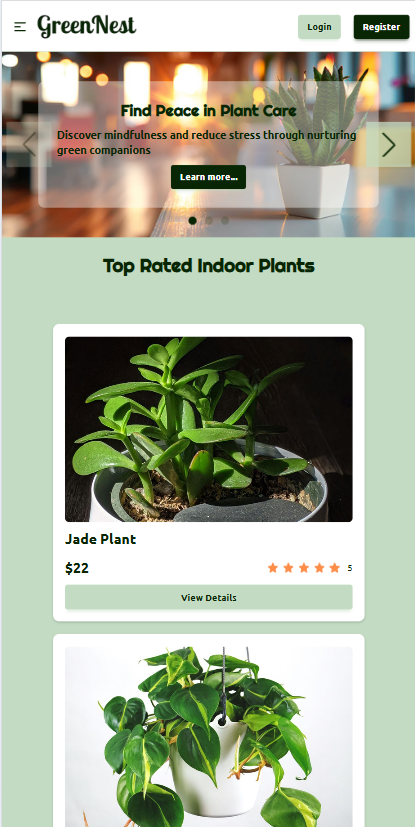 GreenNest
Login
Register
Find Peace in Plant Care
Discover mindfulness and reduce stress through nurturing
green companions
Learn more...
Top Rated Indoor Plants
Jade Plant
$22
5
View Details